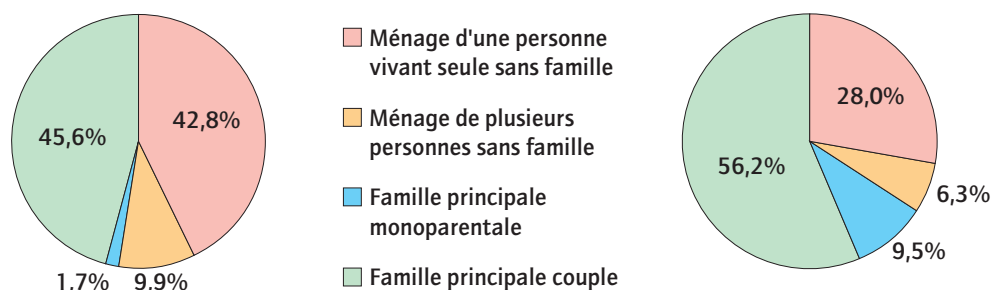 45,6%
42,8%
1,7%
9,9%
Ménage d'une personne
vivant seule sans famille
Ménage de plusieurs
personnes sans famille
Famille principale
monoparentale
Famille principale couple
28,0%
56,2%
6,3%
9,5%